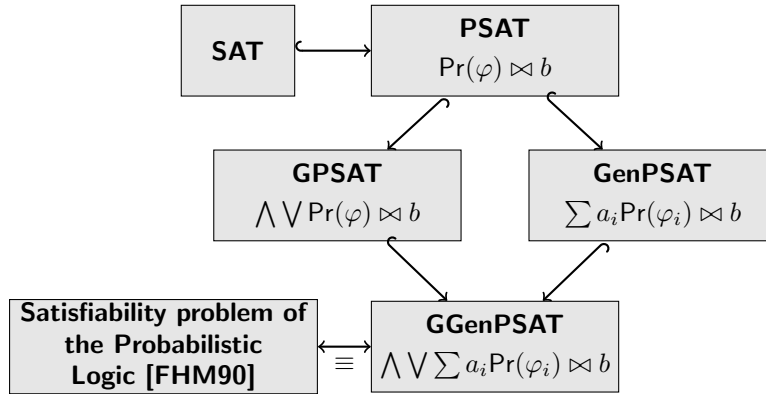 SAT
PSAT
Pr(φ) ⋈ b
GPSAT
⋀ ⋁ Pr(φ) ⋈ b
GenPSAT
∑ aᵢPr(φᵢ) ⋈ b
Satisfiability problem of
the Probabilistic
Logic [FHM90]
≡
GGenPSAT
⋀ ⋁ ∑ aᵢPr(φᵢ) ⋈ b